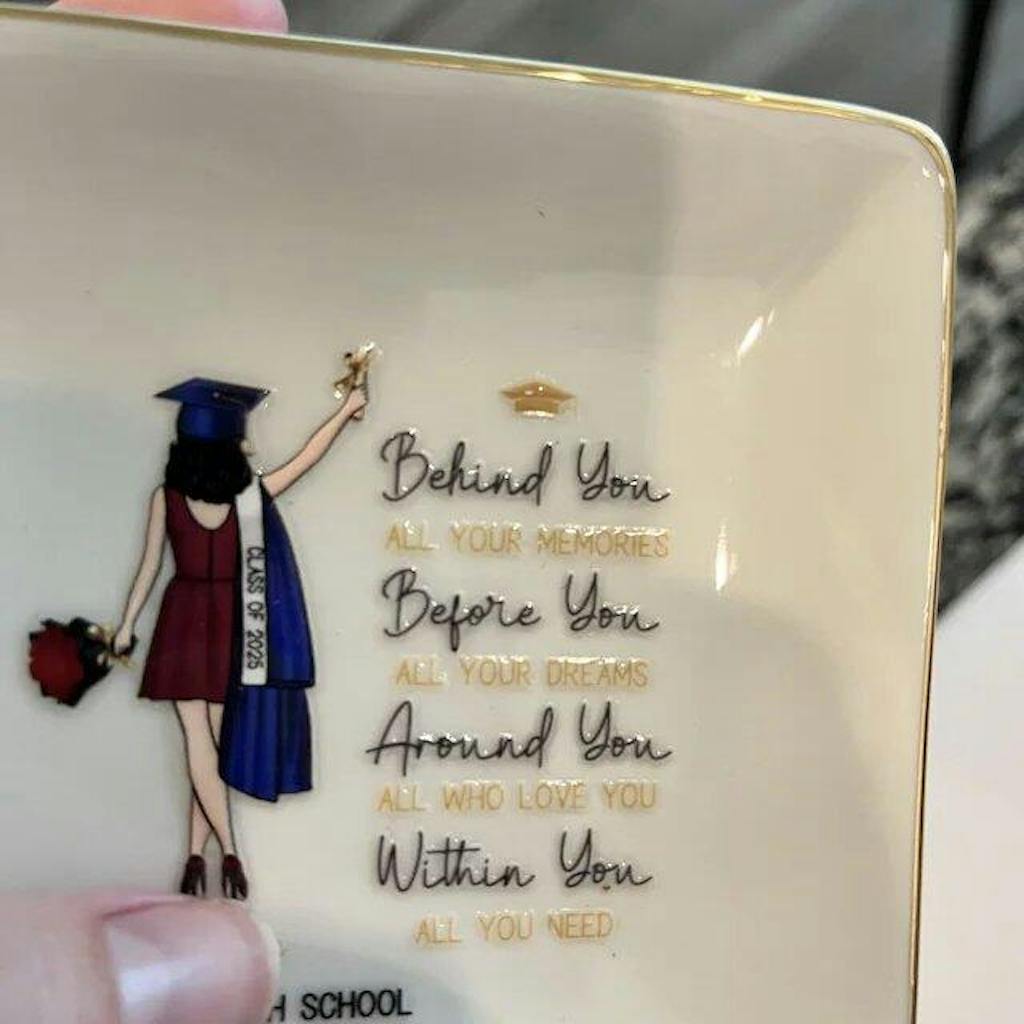 CLASS OF 2025
Behind You
ALL YOUR MEMORIES
Before You
ALL YOUR DREAMS
Around You
ALL WHO LOVE YOU
Within You
ALL YOU NEED
H SCHOOL